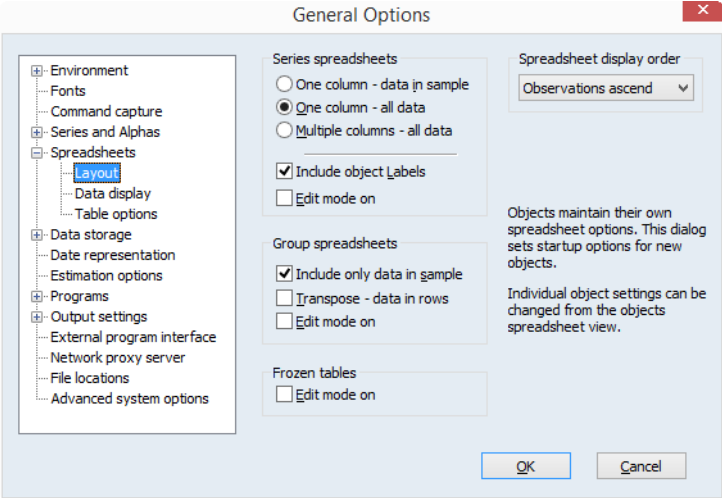 General Options
Environment
Fonts
Command capture
Series and Alphas
Spreadsheets
Layout
Data display
Table options
Data storage
Date representation
Estimation options
Programs
Output settings
External program interface
Network proxy server
File locations
Advanced system options
Series spreadsheets
One column - data in sample
One column - all data
Multiple columns - all data
Include object Labels
Edit mode on
Group spreadsheets
Include only data in sample
Transpose - data in rows
Edit mode on
Frozen tables
Edit mode on
Spreadsheet display order
Observations ascend
Objects maintain their own
spreadsheet options. This dialog
sets startup options for new
objects.
Individual object settings can be
changed from the objects
spreadsheet view.
OK
Cancel